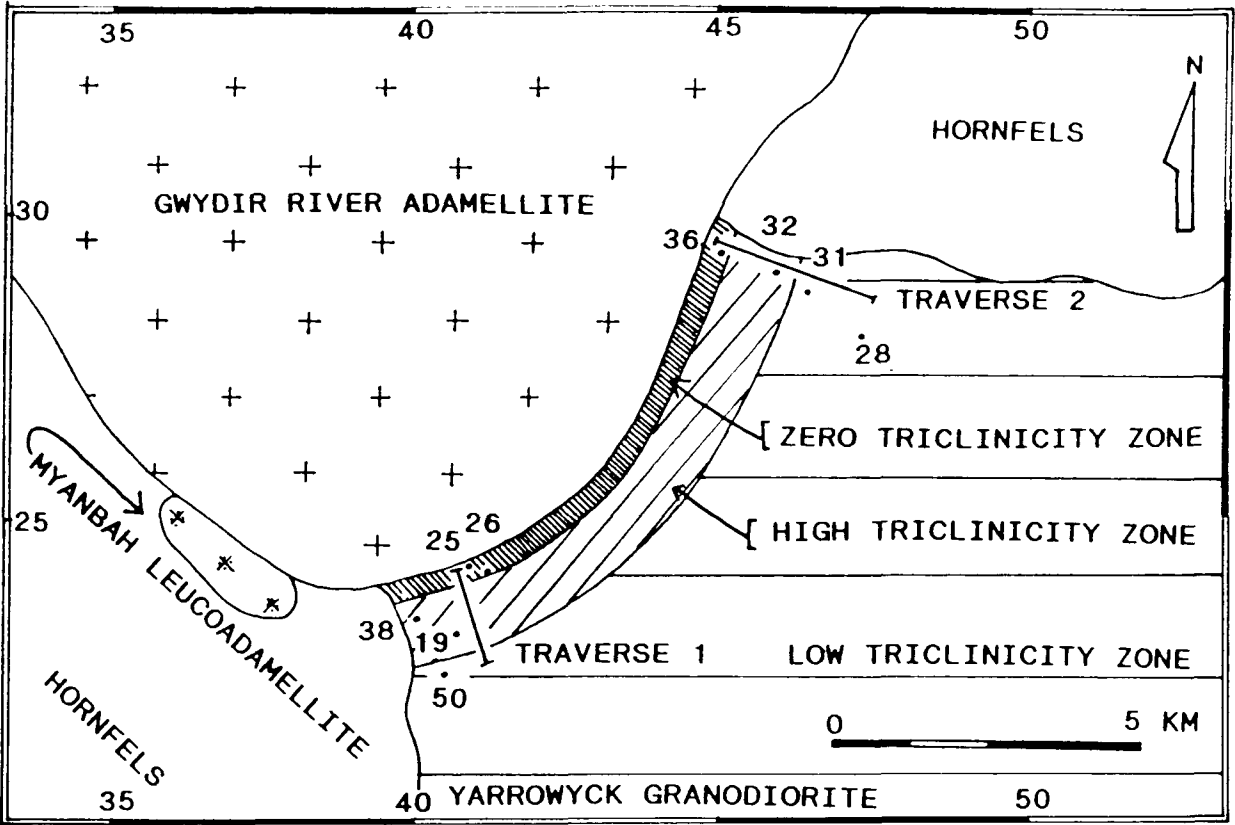 35
40
45
50
N
HORNFELS
GWYDIR RIVER ADAMELLITE
30
36
32
31
TRAVERSE 2
28
ZERO TRICLINICITY ZONE
MYANBAH LEUCOADAMELLITE
25
25
26
HIGH TRICLINICITY ZONE
38
19
TRAVERSE 1
LOW TRICLINICITY ZONE
50
HORNFELS
0
5 KM
35
40
YARROWYCK GRANODIORITE
50